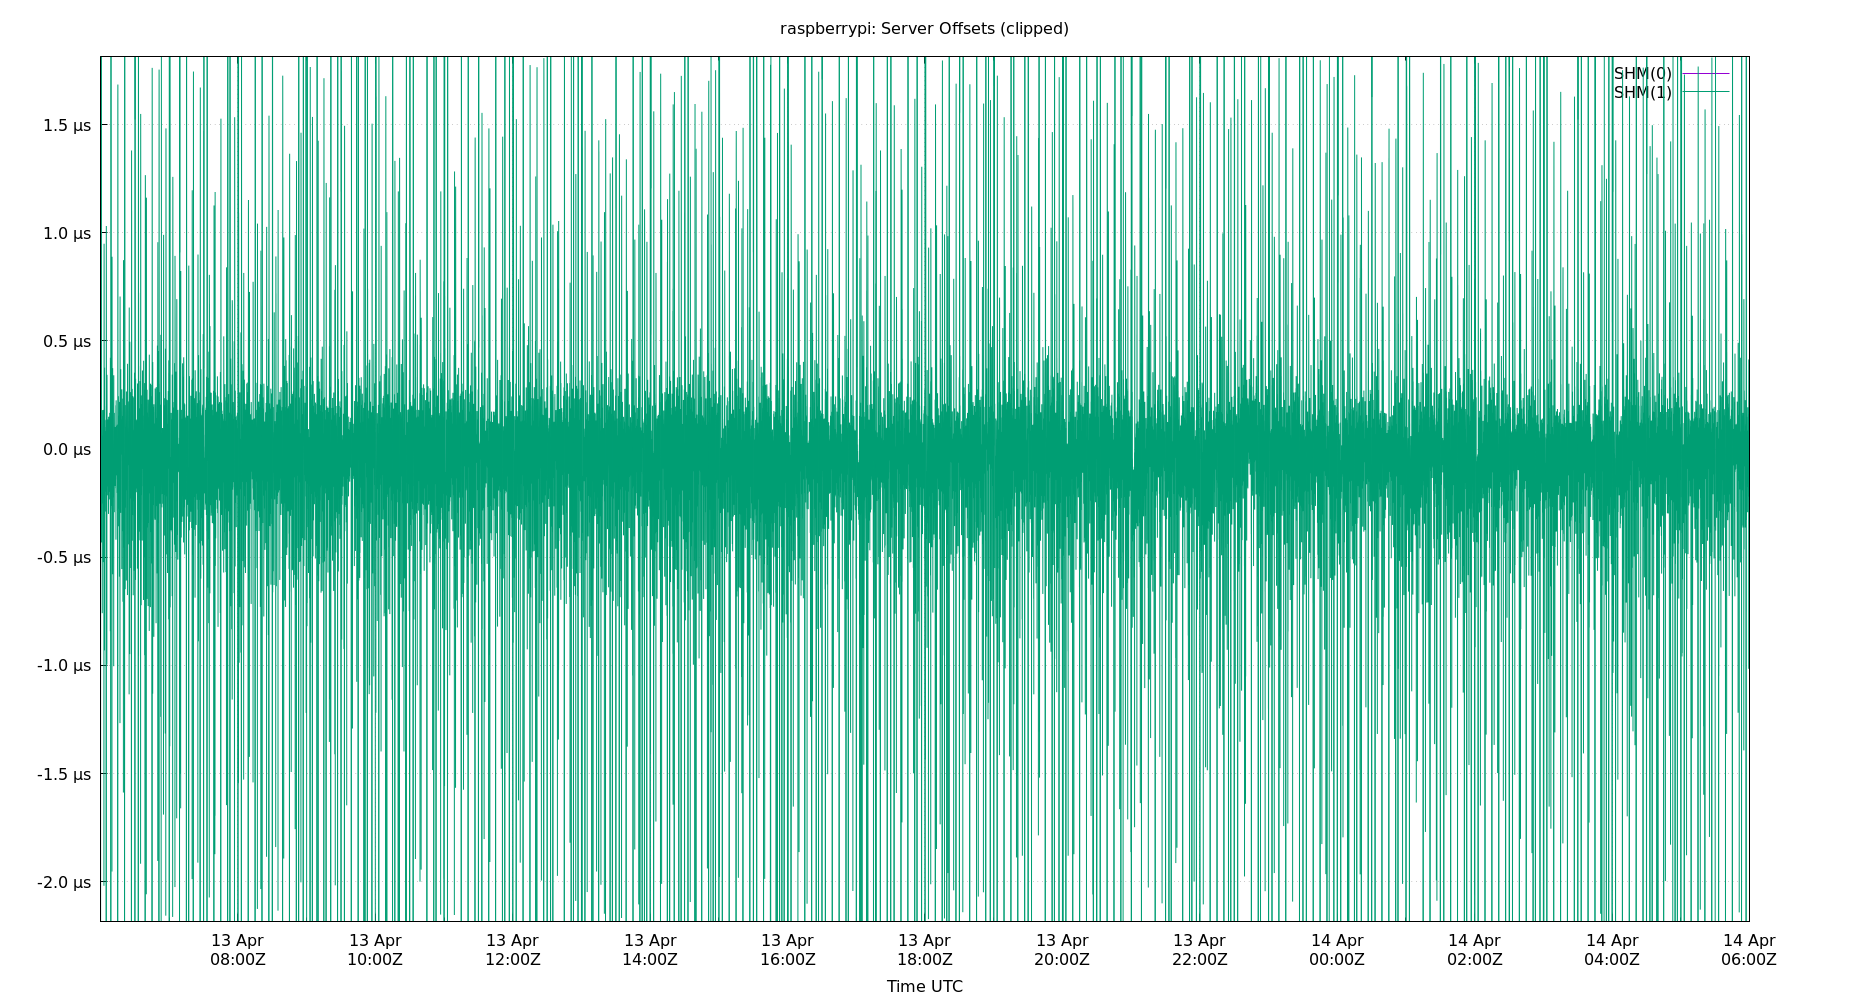 raspberrypi: Server Offsets (clipped)
SHM(0)
SHM(1)
1.5 µs
1.0 µs
0.5 µs
0.0 µs
-0.5 µs
-1.0 µs
-1.5 µs
-2.0 µs
13 Apr 13 Apr 13 Apr 13 Apr 13 Apr 13 Apr 13 Apr 13 Apr 14 Apr 14 Apr 14 Apr 14 Apr
08:00Z 10:00Z 12:00Z 14:00Z 16:00Z 18:00Z 20:00Z 22:00Z 00:00Z 02:00Z 04:00Z 06:00Z
Time UTC